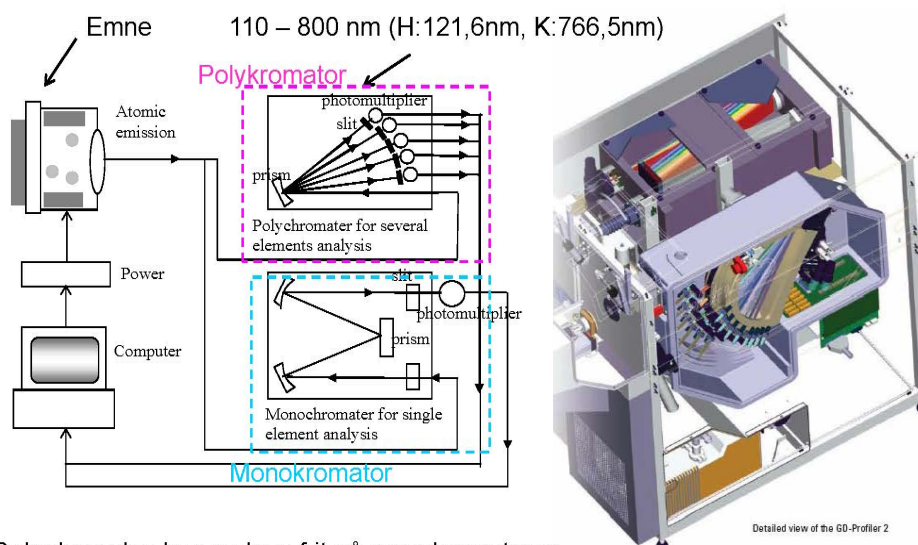 Emne
110 – 800 nm (H:121,6nm, K:766,5nm)
Polykromator
Atomic
emission
photomultiplier
slit
prism
Polychromater for several
elements analysis
Power
slit
photomultiplier
prism
Computer
Monochromater for single
element analysis
Monokromator
Detailed view of the GD-Profiler 2